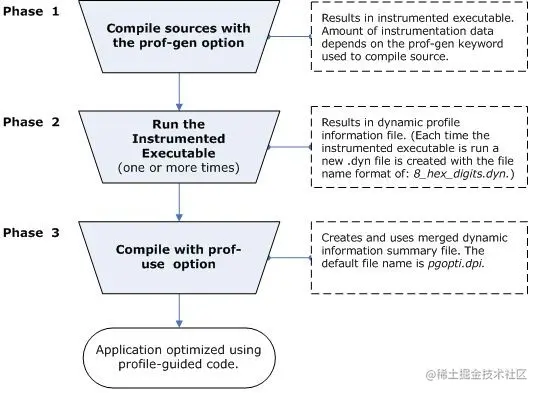 Phase 1
Compile sources with
the prof-gen option
Results in instrumented executable.
Amount of instrumentation data
depends on the prof-gen keyword
used to compile source.
Phase 2
Run the
Instrumented
Executable
(one or more times)
Results in dynamic profile
information file. (Each time the
instrumented executable is run a
new .dyn file is created with the file
name format of: 8_hex_digits.dyn.)
Phase 3
Compile with prof-
use option
Creates and uses merged dynamic
information summary file. The
default file name is pgopti.dpi.
Application optimized using
profile-guided code.
@稀土掘金技术社区